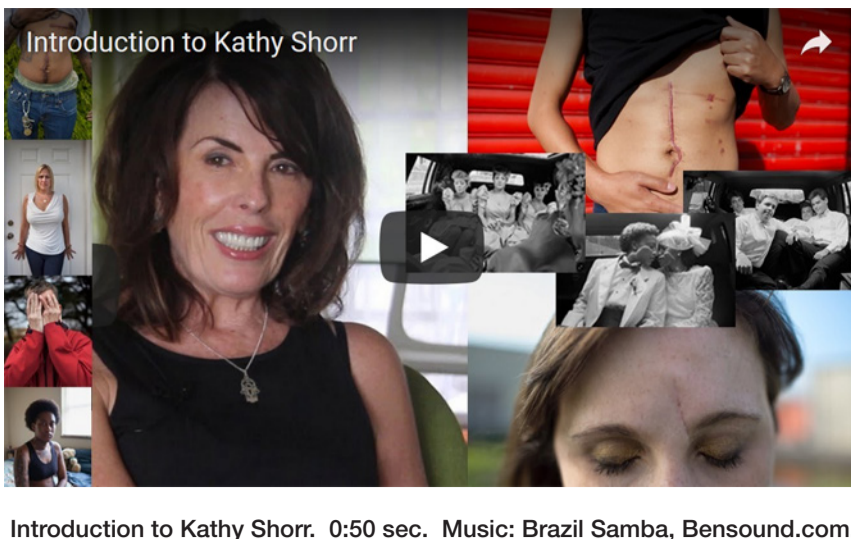 Introduction to Kathy Shorr
Introduction to Kathy Shorr.  0:50 sec.  Music: Brazil Samba, Bensound.com